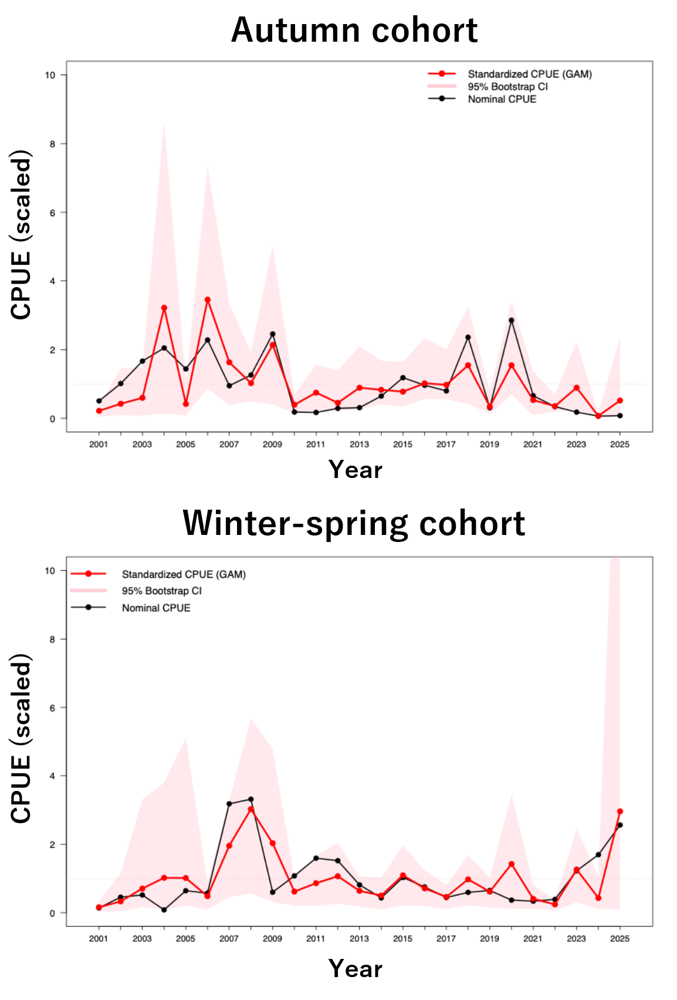 Autumn cohort
10
8
6
4
2
0
CPUE (scaled)
Standardized CPUE (GAM)
95% Bootstrap CI
Nominal CPUE
2001 2003 2005 2007 2009 2011 2013 2015 2017 2019 2021 2023 2025
Year
Winter-spring cohort
10
8
6
4
2
0
CPUE (scaled)
Standardized CPUE (GAM)
95% Bootstrap CI
Nominal CPUE
2001 2003 2005 2007 2009 2011 2013 2015 2017 2019 2021 2023 2025
Year